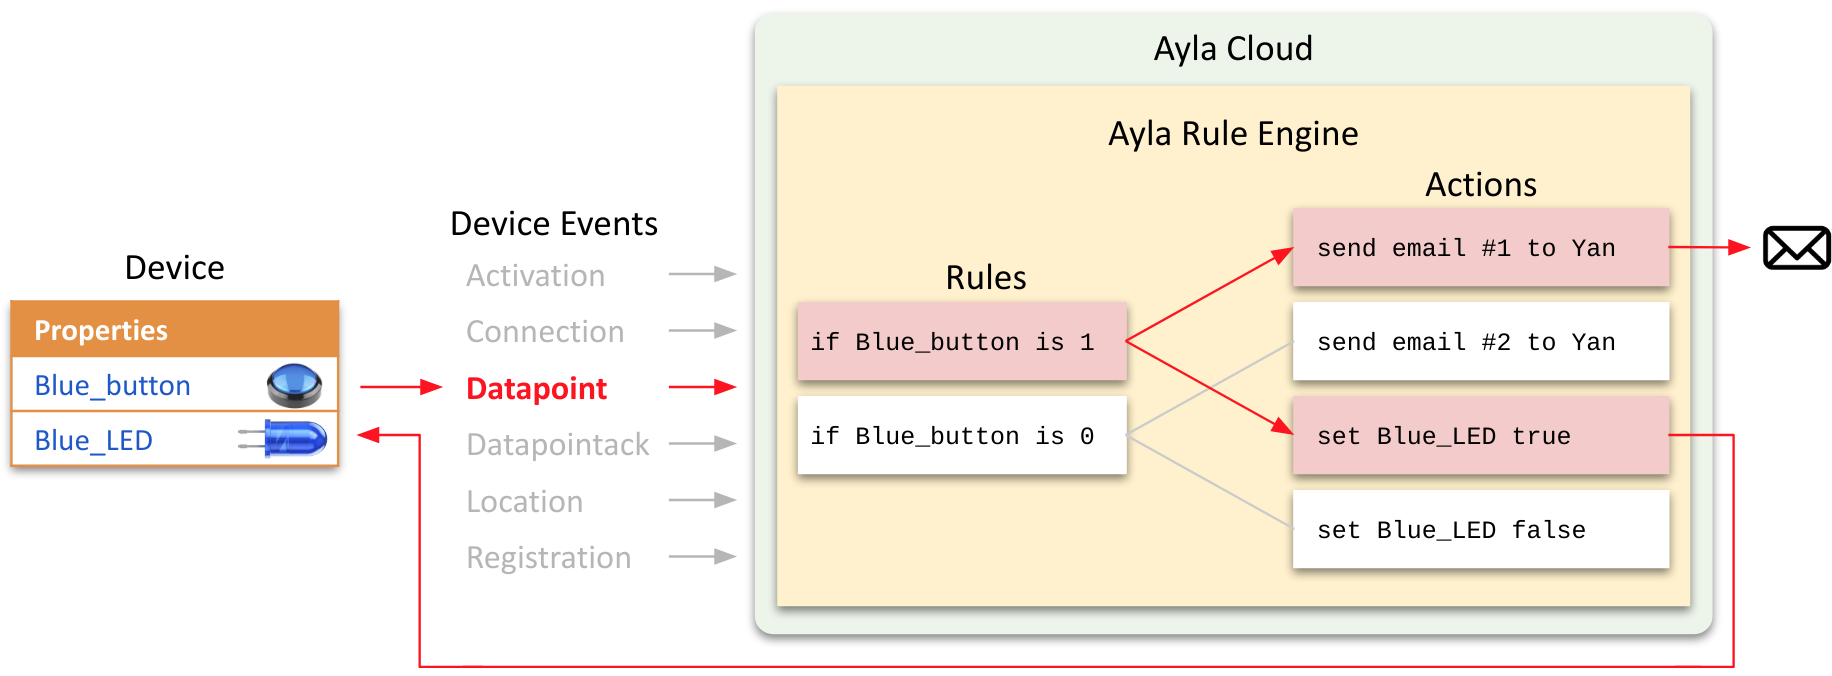 Ayla Cloud
Ayla Rule Engine
Device
Properties
Blue_button
Blue_LED
Device Events
Activation
Connection
Datapoint
Datapointack
Location
Registration
Rules
if Blue_button is 1
if Blue_button is 0
Actions
send email #1 to Yan
send email #2 to Yan
set Blue_LED true
set Blue_LED false